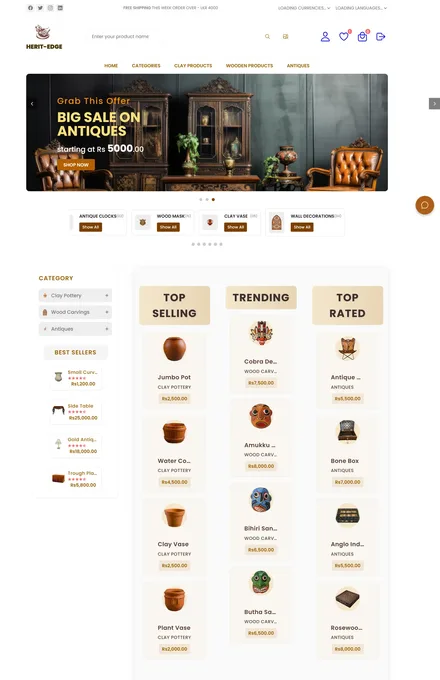 FREE SHIPPING THIS WEEK ORDER OVER - US$ 4000
LOADING CURRENCIES...
LOADING LANGUAGES...
HERIT-EDGE
Enter your product name
HOME
CATEGORIES
CLAY PRODUCTS
WOODEN PRODUCTS
ANTIQUES
Grab This Offer
BIG SALE ON
ANTIQUES
starting at Rs 5000.00
SHOP NOW
ANTIQUE CLOCKS
Show All
WOOD MASK
Show All
CLAY VASE
Show All
WALL DECORATIONS
Show All
CATEGORY
Clay Pottery +
Wood Carvings +
Antiques +
BEST SELLERS
Small Curv...
Rs1,200.00
Side Table
Rs25,000.00
Gold Antiq...
Rs16,000.00
Trough Pla...
Rs8,800.00
TOP
SELLING
Jumbo Pot
CLAY POTTERY
Rs2,500.00
Water Co...
CLAY POTTERY
Rs4,500.00
Clay Vase
CLAY POTTERY
Rs2,500.00
Plant Vase
CLAY POTTERY
Rs2,000.00
TRENDING
Cobra De...
WOOD CARV...
Rs7,500.00
Amukku ...
WOOD CARV...
Rs8,000.00
Bihiri San...
WOOD CARV...
Rs6,500.00
Butha Sa...
WOOD CARV...
Rs6,500.00
TOP
RATED
Antique ...
ANTIQUES
Rs5,500.00
Bone Box
ANTIQUES
Rs7,000.00
Anglo Ind...
ANTIQUES
Rs5,500.00
Rosewoo...
ANTIQUES
Rs6,000.00